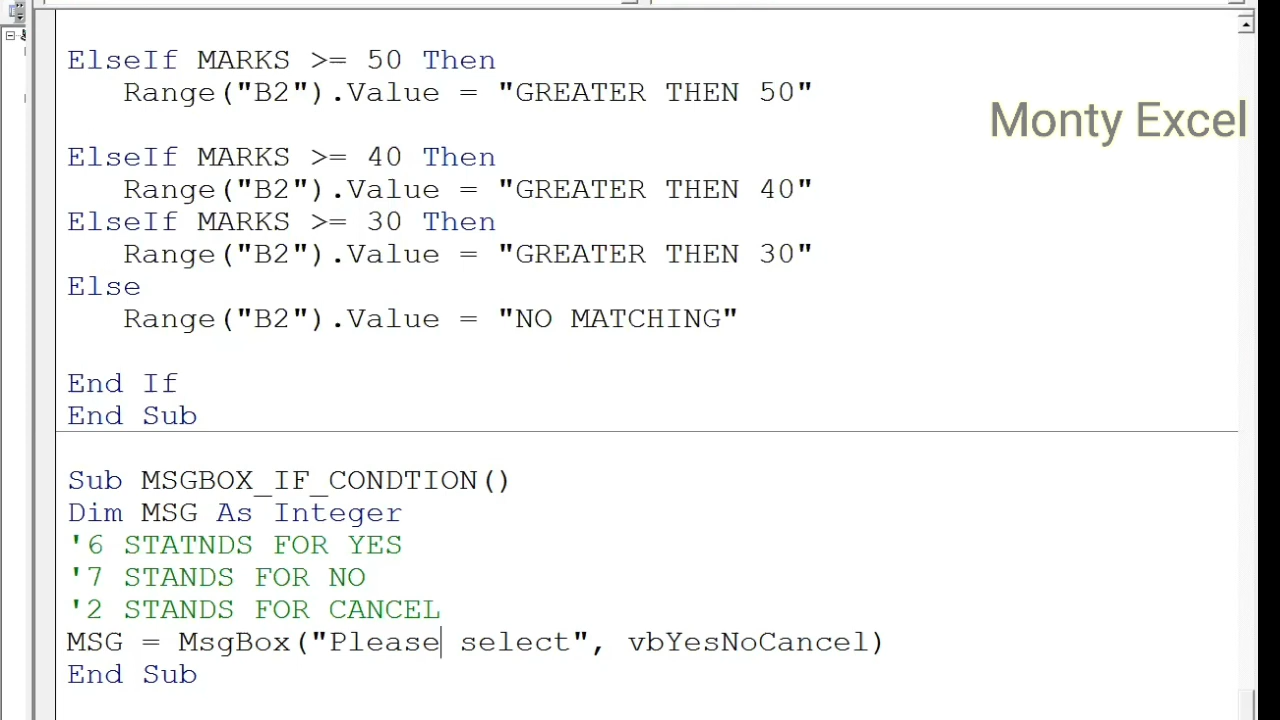 ElseIf MARKS >= 50 Then
Range("B2").Value = "GREATER THEN 50"
Monty Excel
ElseIf MARKS >= 40 Then
Range("B2").Value = "GREATER THEN 40"
ElseIf MARKS >= 30 Then
Range("B2").Value = "GREATER THEN 30"
Else
Range("B2").Value = "NO MATCHING"
End If
End Sub
Sub MSGBOX_IF_CONDTION()
Dim MSG As Integer
'6 STATNDS FOR YES
'7 STANDS FOR NO
'2 STANDS FOR CANCEL
MSG = MsgBox("Please select", vbYesNoCancel)
End Sub